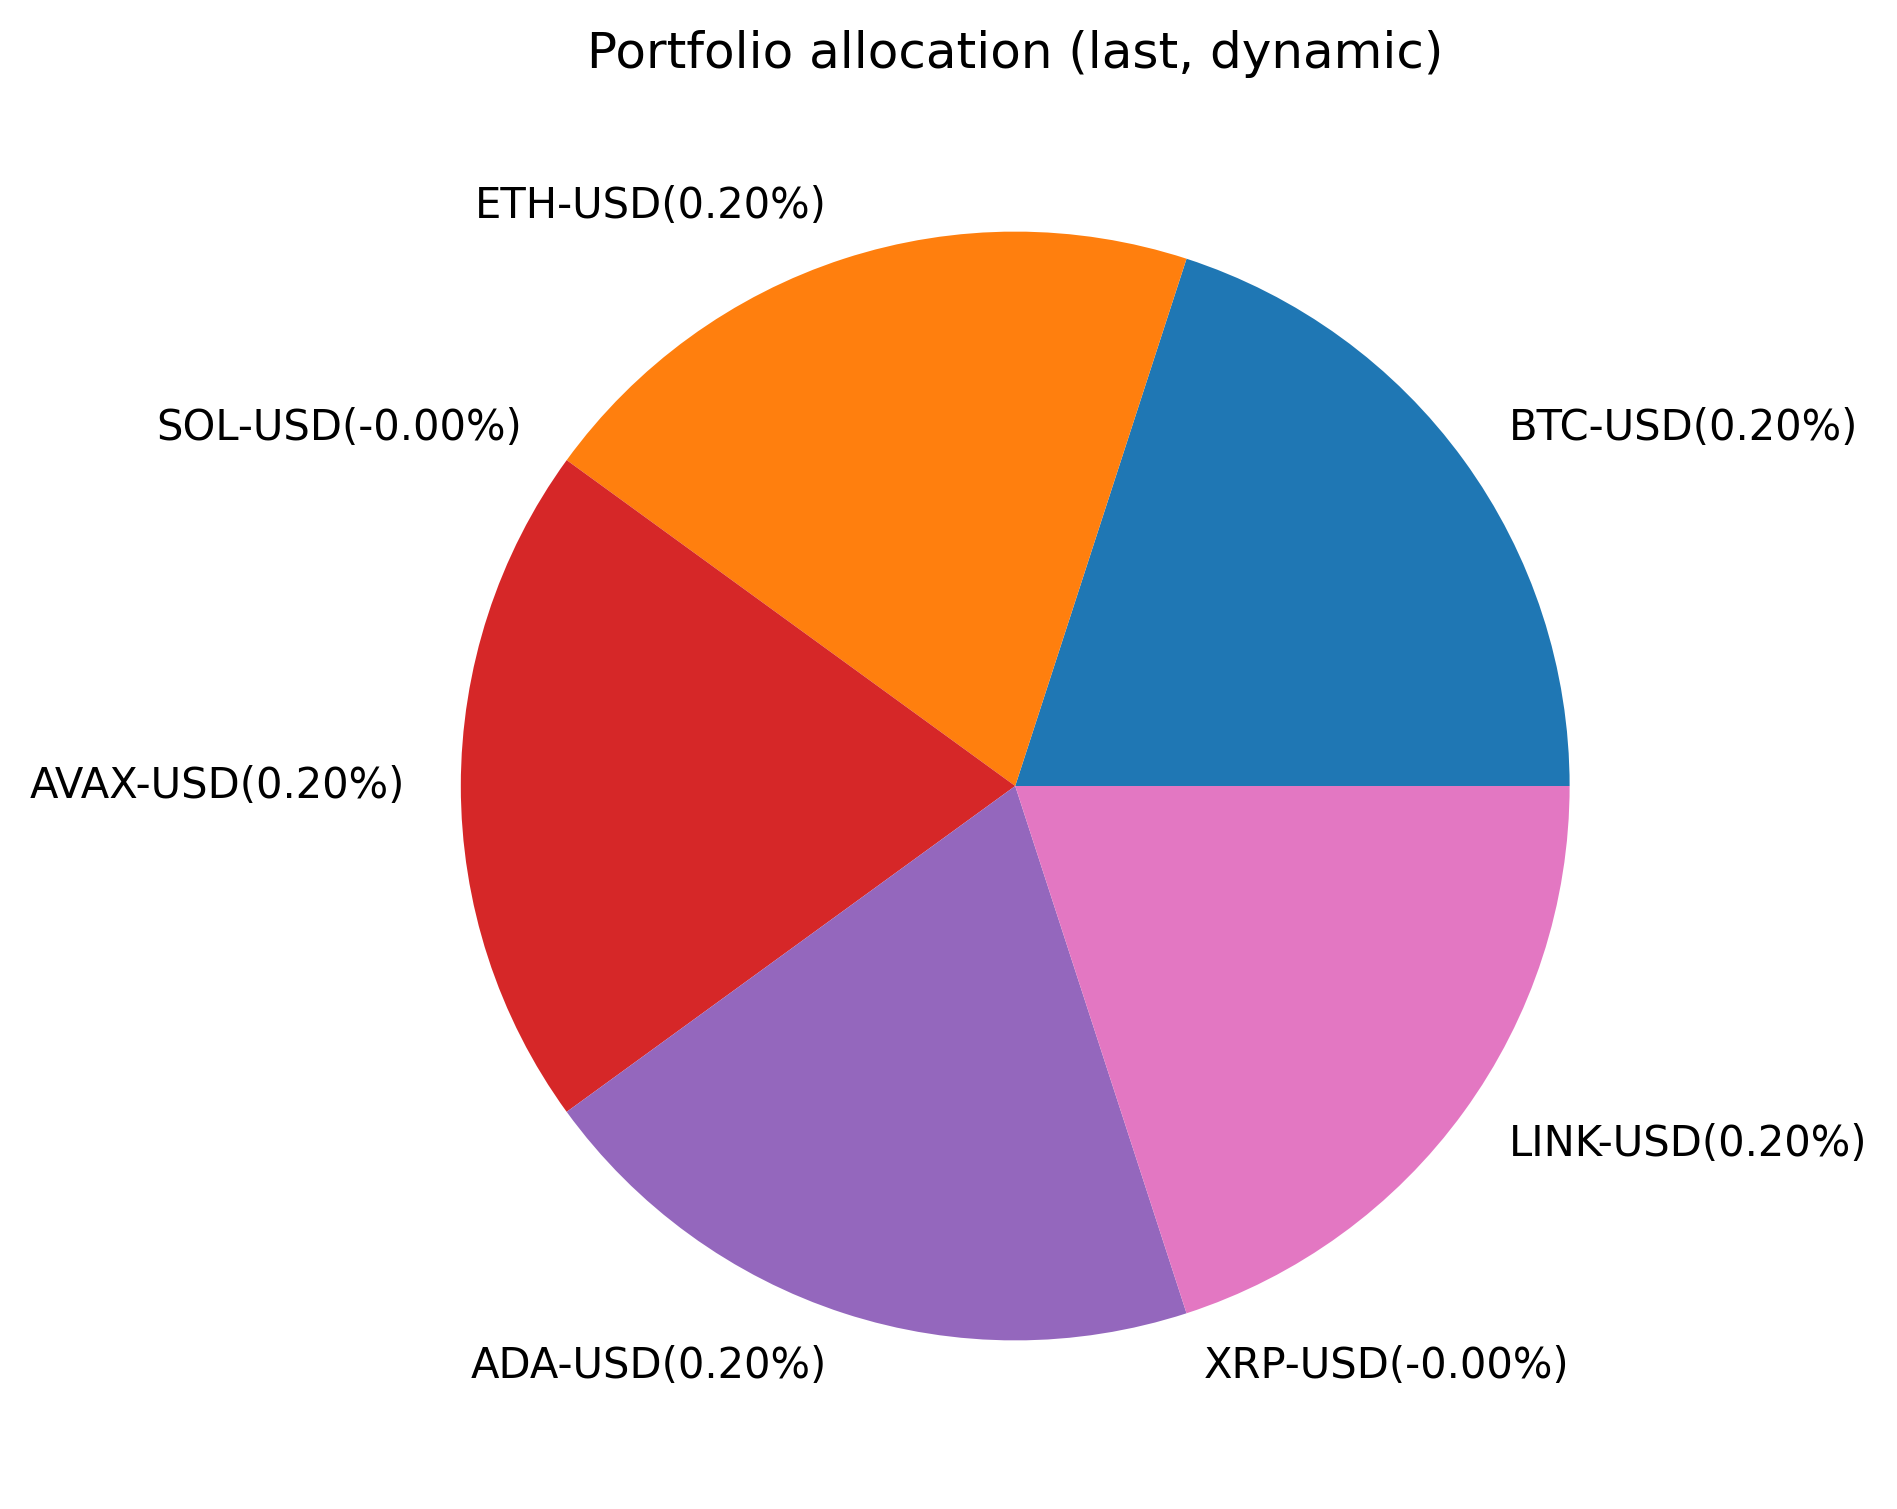 Portfolio allocation (last, dynamic)
ETH-USD(0.20%)
SOL-USD(-0.00%)
BTC-USD(0.20%)
AVAX-USD(0.20%)
LINK-USD(0.20%)
ADA-USD(0.20%)
XRP-USD(-0.00%)